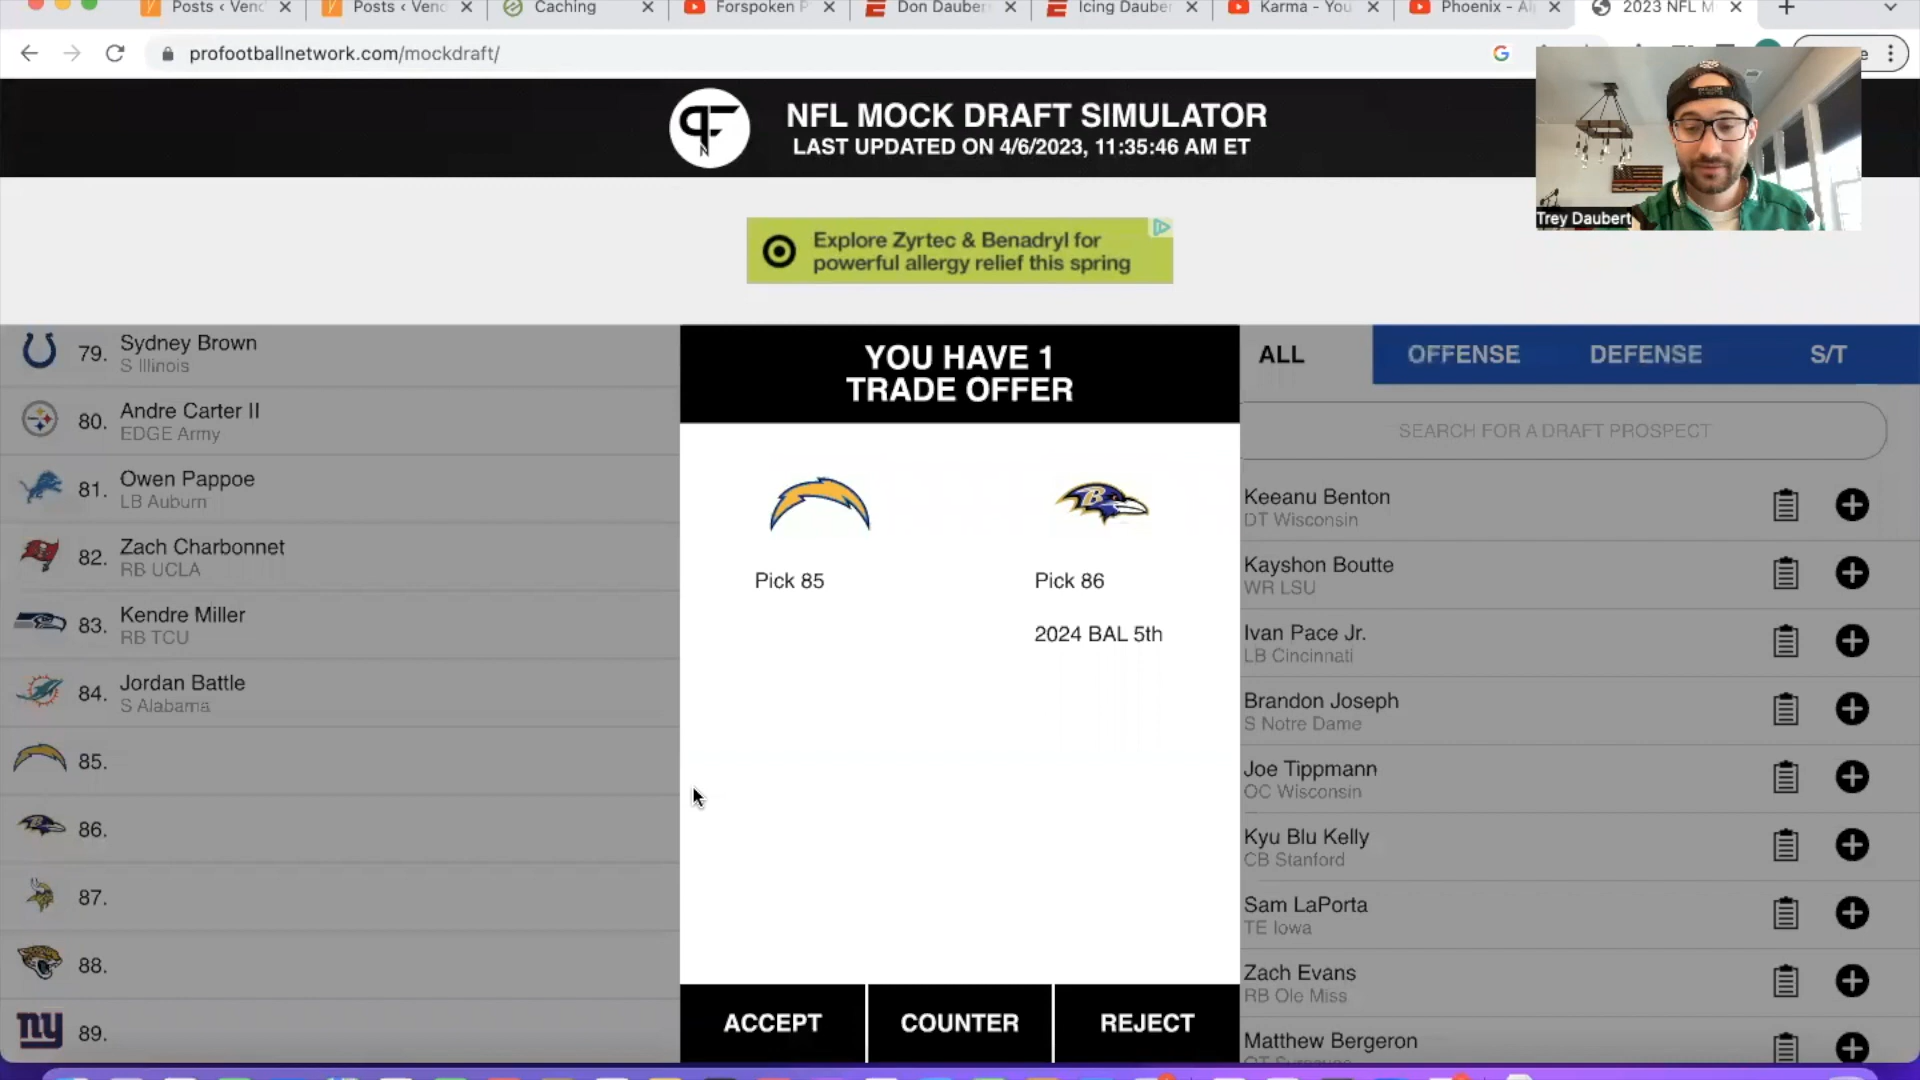 Posts ‹ Venc
Posts ‹ Venc
Caching
Forspoken P
Don Dauber
Icing Dauber
Karma - You
Phoenix - Al
2023 NFL M
profootballnetwork.com/mockdraft/
NFL MOCK DRAFT SIMULATOR
LAST UPDATED ON 4/6/2023, 11:35:46 AM ET
Trey Daubert
Explore Zyrtec & Benadryl for
powerful allergy relief this spring
79. Sydney Brown
S Illinois
80. Andre Carter II
EDGE Army
81. Owen Pappoe
LB Auburn
82. Zach Charbonnet
RB UCLA
83. Kendre Miller
RB TCU
84. Jordan Battle
S Alabama
85.
86.
87.
88.
ny 89.
YOU HAVE 1
TRADE OFFER
Pick 85
Pick 86
2024 BAL 5th
ACCEPT
COUNTER
REJECT
ALL
OFFENSE
DEFENSE
S/T
SEARCH FOR A DRAFT PROSPECT
Keeanu Benton
DT Wisconsin
Kayshon Boutte
WR LSU
Ivan Pace Jr.
LB Cincinnati
Brandon Joseph
S Notre Dame
Joe Tippmann
OC Wisconsin
Kyu Blu Kelly
CB Stanford
Sam LaPorta
TE Iowa
Zach Evans
RB Ole Miss
Matthew Bergeron
OT Syracuse